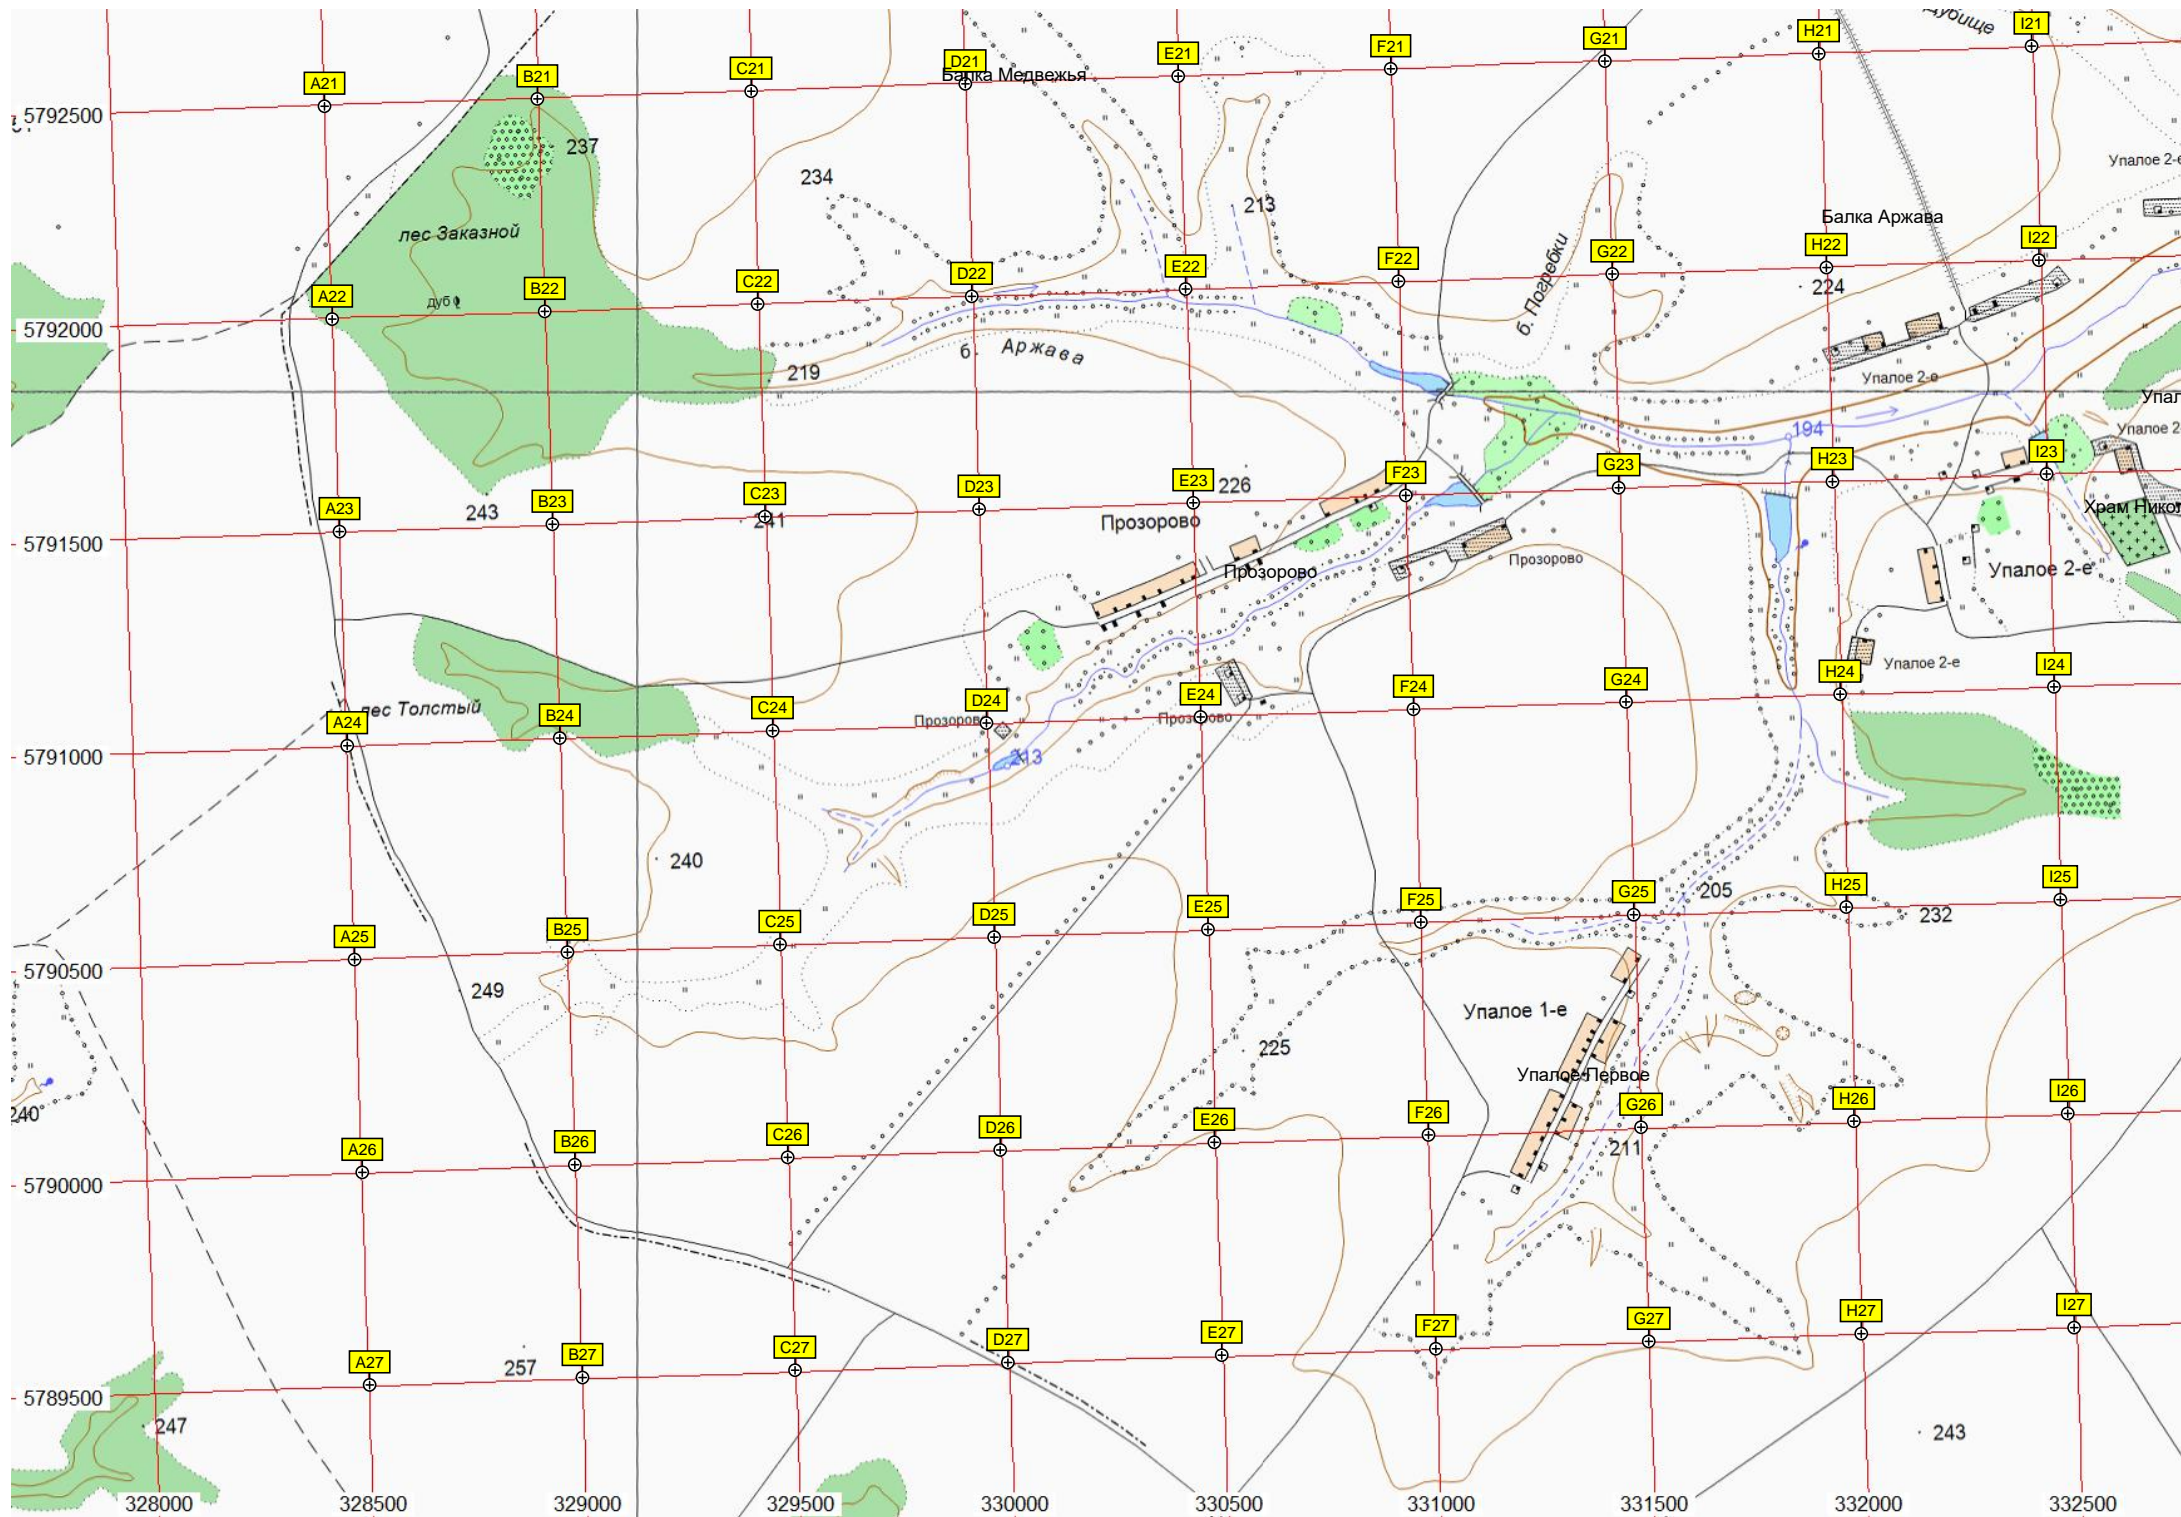 I21
H21
G21
F21
E21
D21
Балка Медвежья
C21
B21
A21
5792500
237
234
213
Упалое 2-е
лес Заказной
Балка Аржава
б. Погребки
I22
H22
G22
F22
E22
D22
C22
B22
A22
дуб
224
5792000
б. Аржава
219
Упалое 2-е
194
I23
H23
G23
F23
E23
226
D23
C23
B23
A23
243
241
Прозорово
5791500
Прозорово
Прозорово
Упалое 2-е
Упалое 2-е
I24
H24
G24
F24
E24
D24
C24
B24
A24
лес Толстый
Прозорово
213
5791000
240
205
I25
H25
G25
F25
E25
D25
C25
B25
A25
232
5790500
249
Упалое 1-е
225
Упалое Первое
240
I26
H26
G26
F26
E26
D26
C26
B26
A26
211
5790000
I27
H27
G27
F27
E27
D27
C27
B27
A27
257
5789500
247
243
328000 328500 329000 329500 330000 330500 331000 331500 332000 332500